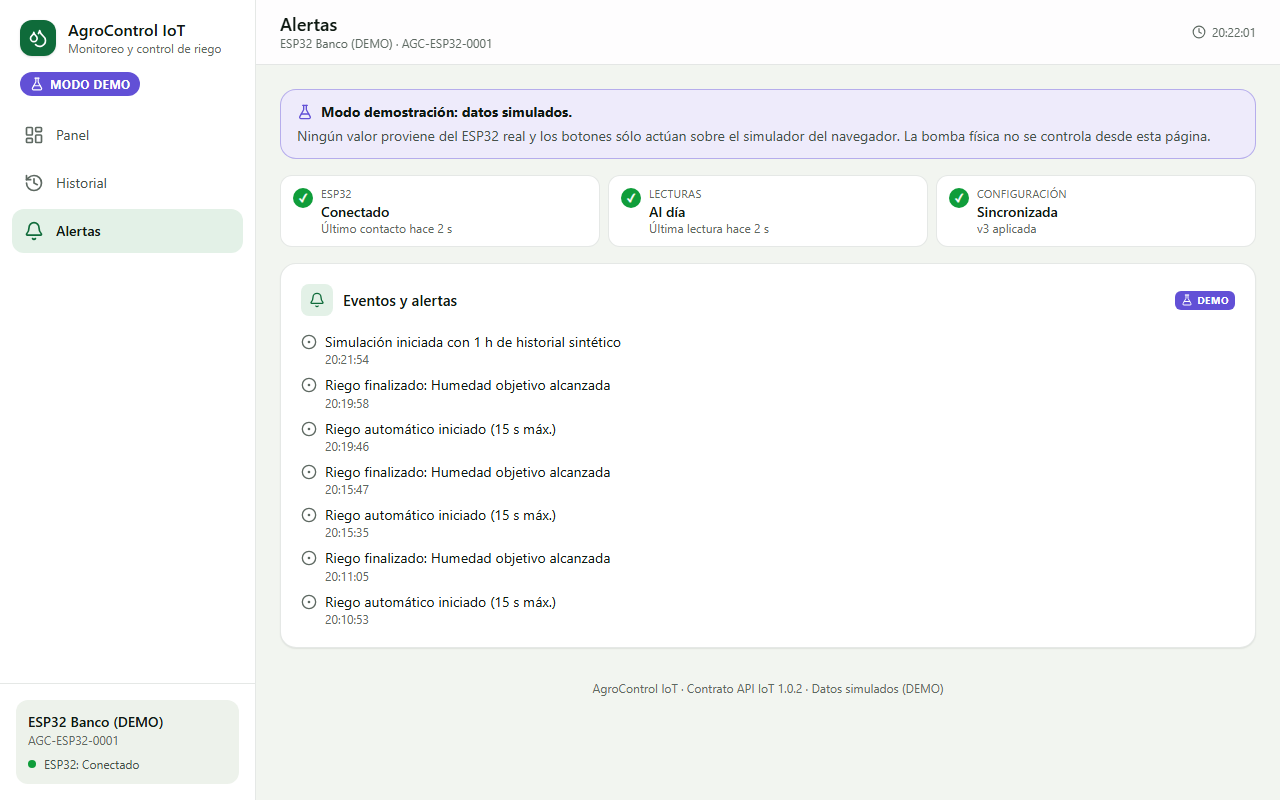 AgroControl IoT
Monitoreo y control de riego
MODO DEMO
Panel
Historial
Alertas
ESP32 Banco (DEMO)
AGC-ESP32-0001
ESP32: Conectado
Alertas
ESP32 Banco (DEMO) · AGC-ESP32-0001
20:22:01
Modo demostración: datos simulados.
Ningún valor proviene del ESP32 real y los botones sólo actúan sobre el simulador del navegador. La bomba física no se controla desde esta página.
ESP32
Conectado
Último contacto hace 2 s
LECTURAS
Al día
Última lectura hace 2 s
CONFIGURACIÓN
Sincronizada
v3 aplicada
Eventos y alertas
DEMO
Simulación iniciada con 1 h de historial sintético
20:21:54
Riego finalizado: Humedad objetivo alcanzada
20:19:58
Riego automático iniciado (15 s máx.)
20:19:46
Riego finalizado: Humedad objetivo alcanzada
20:15:47
Riego automático iniciado (15 s máx.)
20:15:35
Riego finalizado: Humedad objetivo alcanzada
20:11:05
Riego automático iniciado (15 s máx.)
20:10:53
AgroControl IoT · Contrato API IoT 1.0.2 · Datos simulados (DEMO)